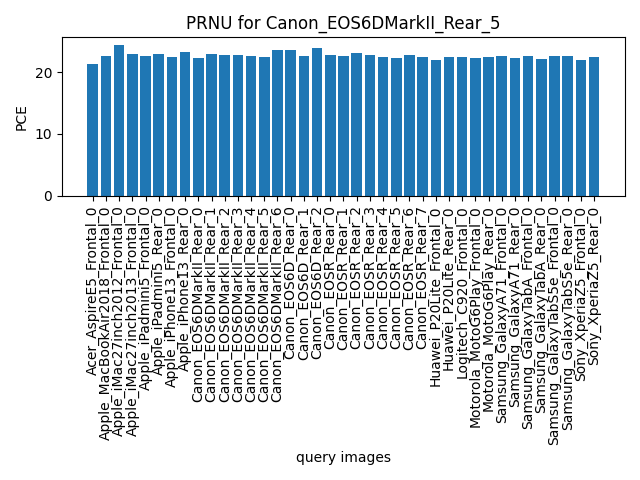 PRNU for Canon_EOS6DMarkII_Rear_5
PCE
20
10
0
Acer_AspireE5_Frontal_0
Apple_MacBookAir2018_Frontal_0
Apple_iMac27inch2012_Frontal_0
Apple_iMac27inch2013_Frontal_0
Apple_iPadmini5_Frontal_0
Apple_iPadmini5_Rear_0
Apple_iPhone13_Frontal_0
Apple_iPhone13_Rear_0
Canon_EOS6DMarkII_Rear_0
Canon_EOS6DMarkII_Rear_1
Canon_EOS6DMarkII_Rear_2
Canon_EOS6DMarkII_Rear_3
Canon_EOS6DMarkII_Rear_4
Canon_EOS6DMarkII_Rear_5
Canon_EOS6DMarkII_Rear_6
Canon_EOS6D_Rear_0
Canon_EOS6D_Rear_1
Canon_EOS6D_Rear_2
Canon_EOSR_Rear_0
Canon_EOSR_Rear_1
Canon_EOSR_Rear_2
Canon_EOSR_Rear_3
Canon_EOSR_Rear_4
Canon_EOSR_Rear_5
Canon_EOSR_Rear_6
Canon_EOSR_Rear_7
Huawei_P20Lite_Frontal_0
Huawei_P20Lite_Rear_0
Logitech_C920_Frontal_0
Motorola_MotoG6Play_Frontal_0
Motorola_MotoG6Play_Rear_0
Samsung_GalaxyA71_Frontal_0
Samsung_GalaxyA71_Rear_0
Samsung_GalaxyTabA_Frontal_0
Samsung_GalaxyTabA_Rear_0
Samsung_GalaxyTabS5e_Frontal_0
Samsung_GalaxyTabS5e_Rear_0
Sony_XperiaZ5_Frontal_0
Sony_XperiaZ5_Rear_0
query images